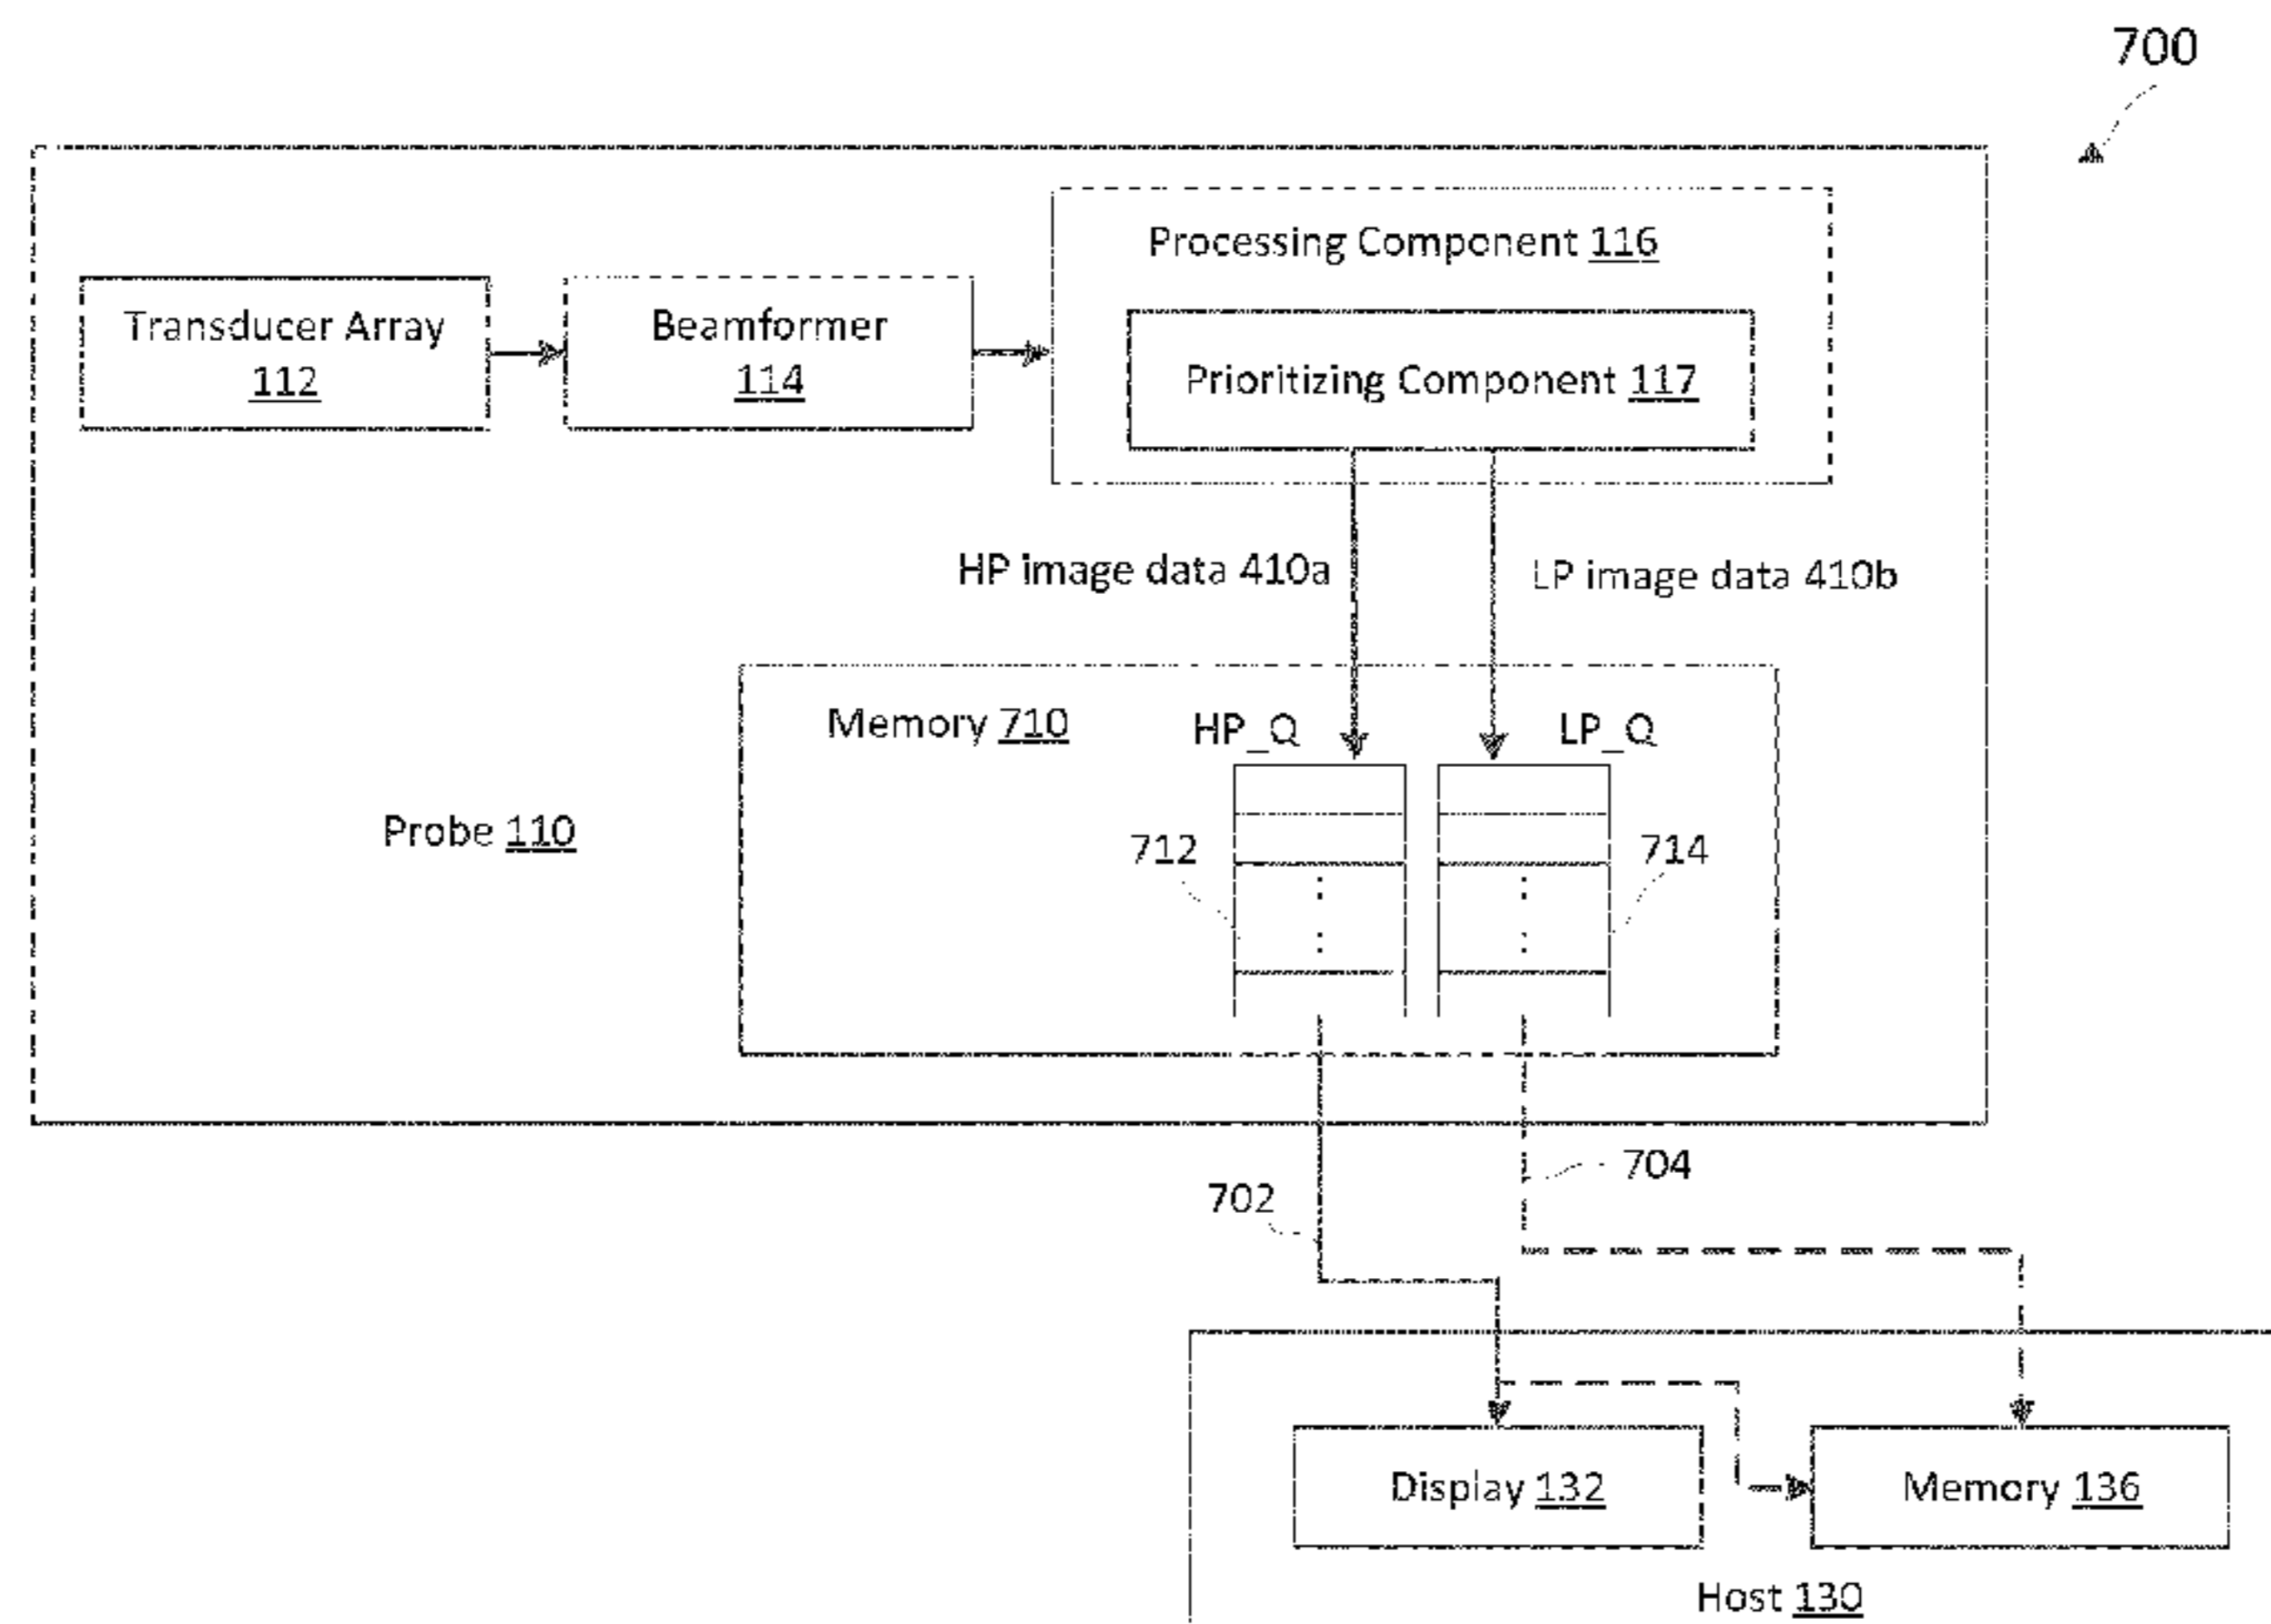 700
Processing Component 116
Transducer Array
112
Beamformer
114
Prioritizing Component 117
HP image data 410a
LP image data 410b
Memory 710
HP_Q
LP_Q
Probe 110
712
714
704
702
Display 132
Memory 136
Host 130